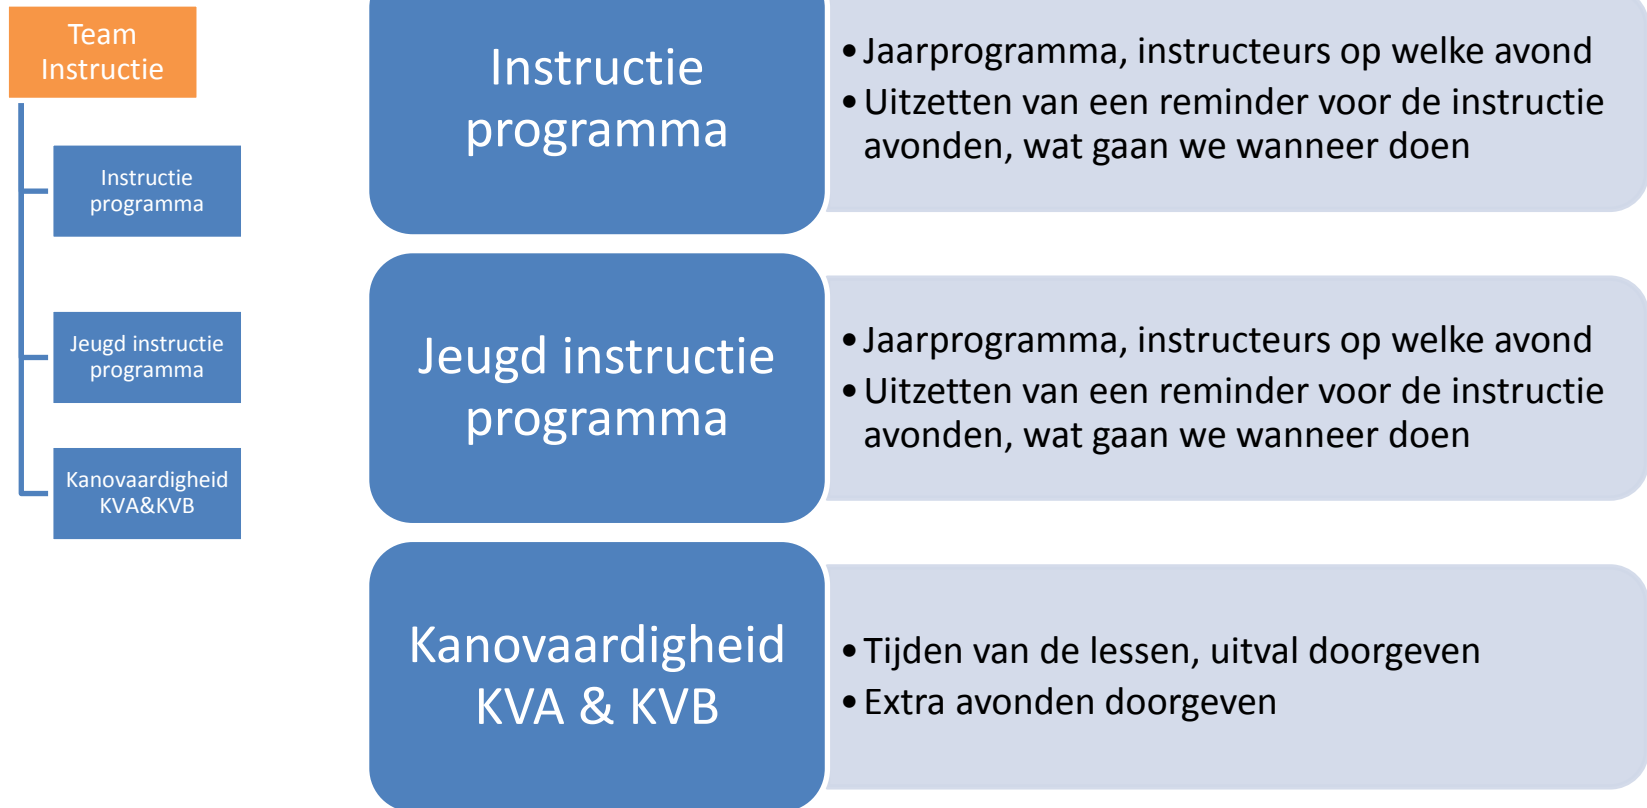 Team
Instructie
Instructie
programma
Jeugd instructie
programma
Kanovaardigheid
KVA&KVB
Instructie
programma
• Jaarprogramma, instructeurs op welke avond
• Uitzetten van een reminder voor de instructie
avonden, wat gaan we wanneer doen
Jeugd instructie
programma
• Jaarprogramma, instructeurs op welke avond
• Uitzetten van een reminder voor de instructie
avonden, wat gaan we wanneer doen
Kanovaardigheid
KVA & KVB
• Tijden van de lessen, uitval doorgeven
• Extra avonden doorgeven